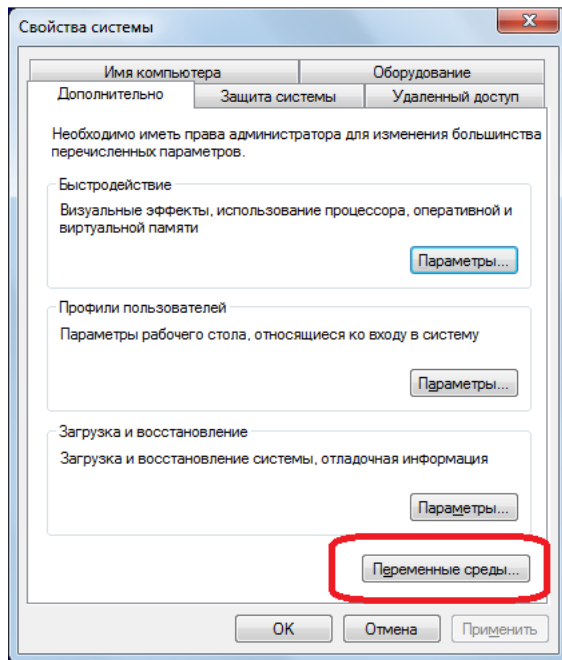 Свойства системы
Имя компьютера
Оборудование
Дополнительно
Защита системы
Удаленный доступ
Необходимо иметь права администратора для изменения большинства
перечисленных параметров.
Быстродействие
Визуальные эффекты, использование процессора, оперативной и
виртуальной памяти
Параметры...
Профили пользователей
Параметры рабочего стола, относящиеся ко входу в систему
Параметры...
Загрузка и восстановление
Загрузка и восстановление системы, отладочная информация
Параметры...
Переменные среды...
OK
Отмена
Применить